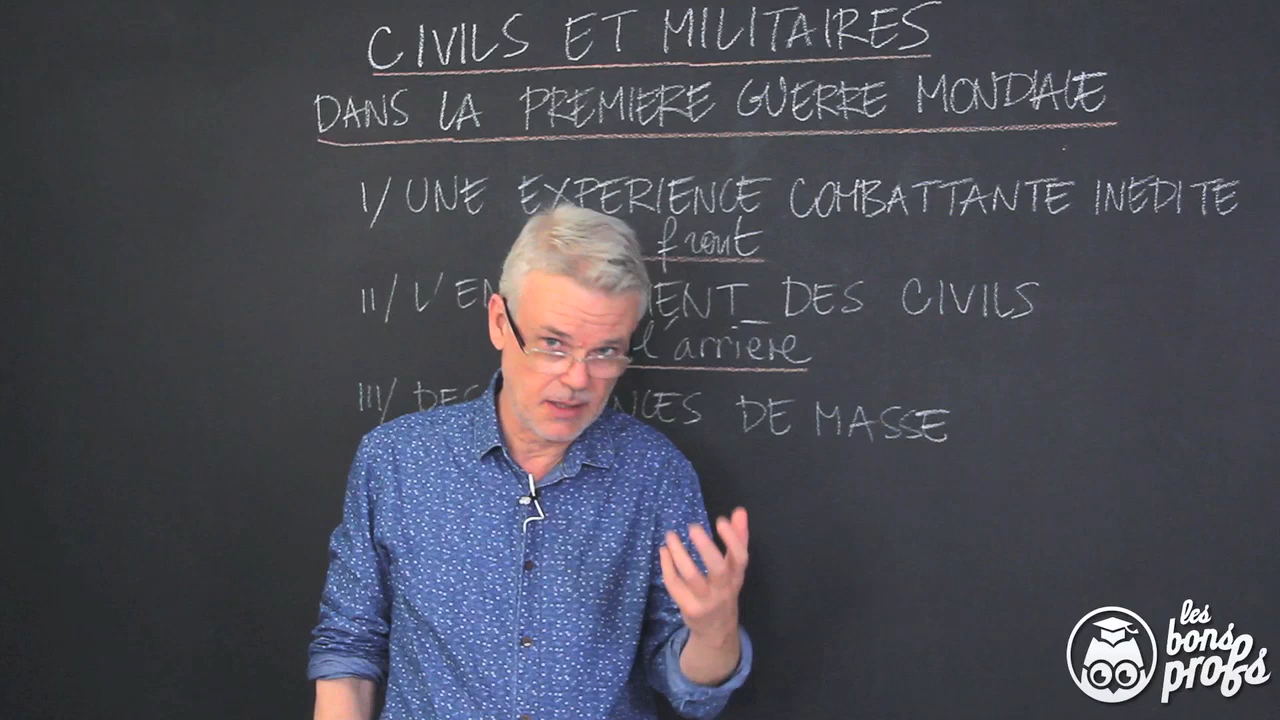 CIVILS ET MILITAIRES
DANS LA PREMIERE GUERRE MONDIALE
I/ UNE EXPERIENCE COMBATTANTE INEDITE
front
II/ DES CIVILS
l'arrière
III/ DE MASSE
les
bons
profs